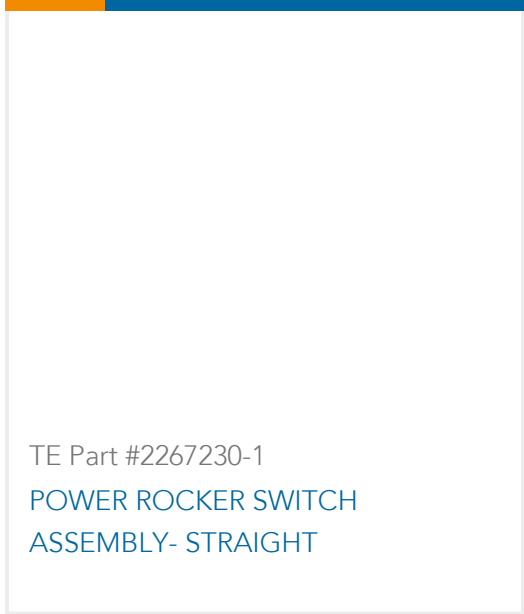 TE Part #2267230-1
POWER ROCKER SWITCH
ASSEMBLY- STRAIGHT